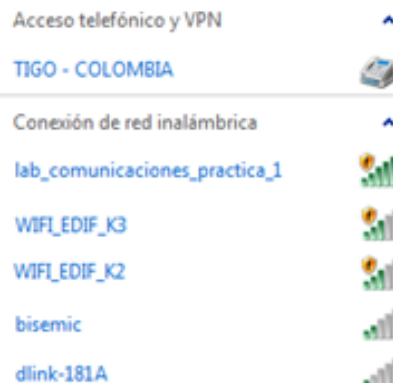 Acceso telefónico y VPN
TIGO - COLOMBIA
Conexión de red inalámbrica
lab_comunicaciones_practica_1
WIFI_EDIF_K3
WIFI_EDIF_K2
bisemic
dlink-181A